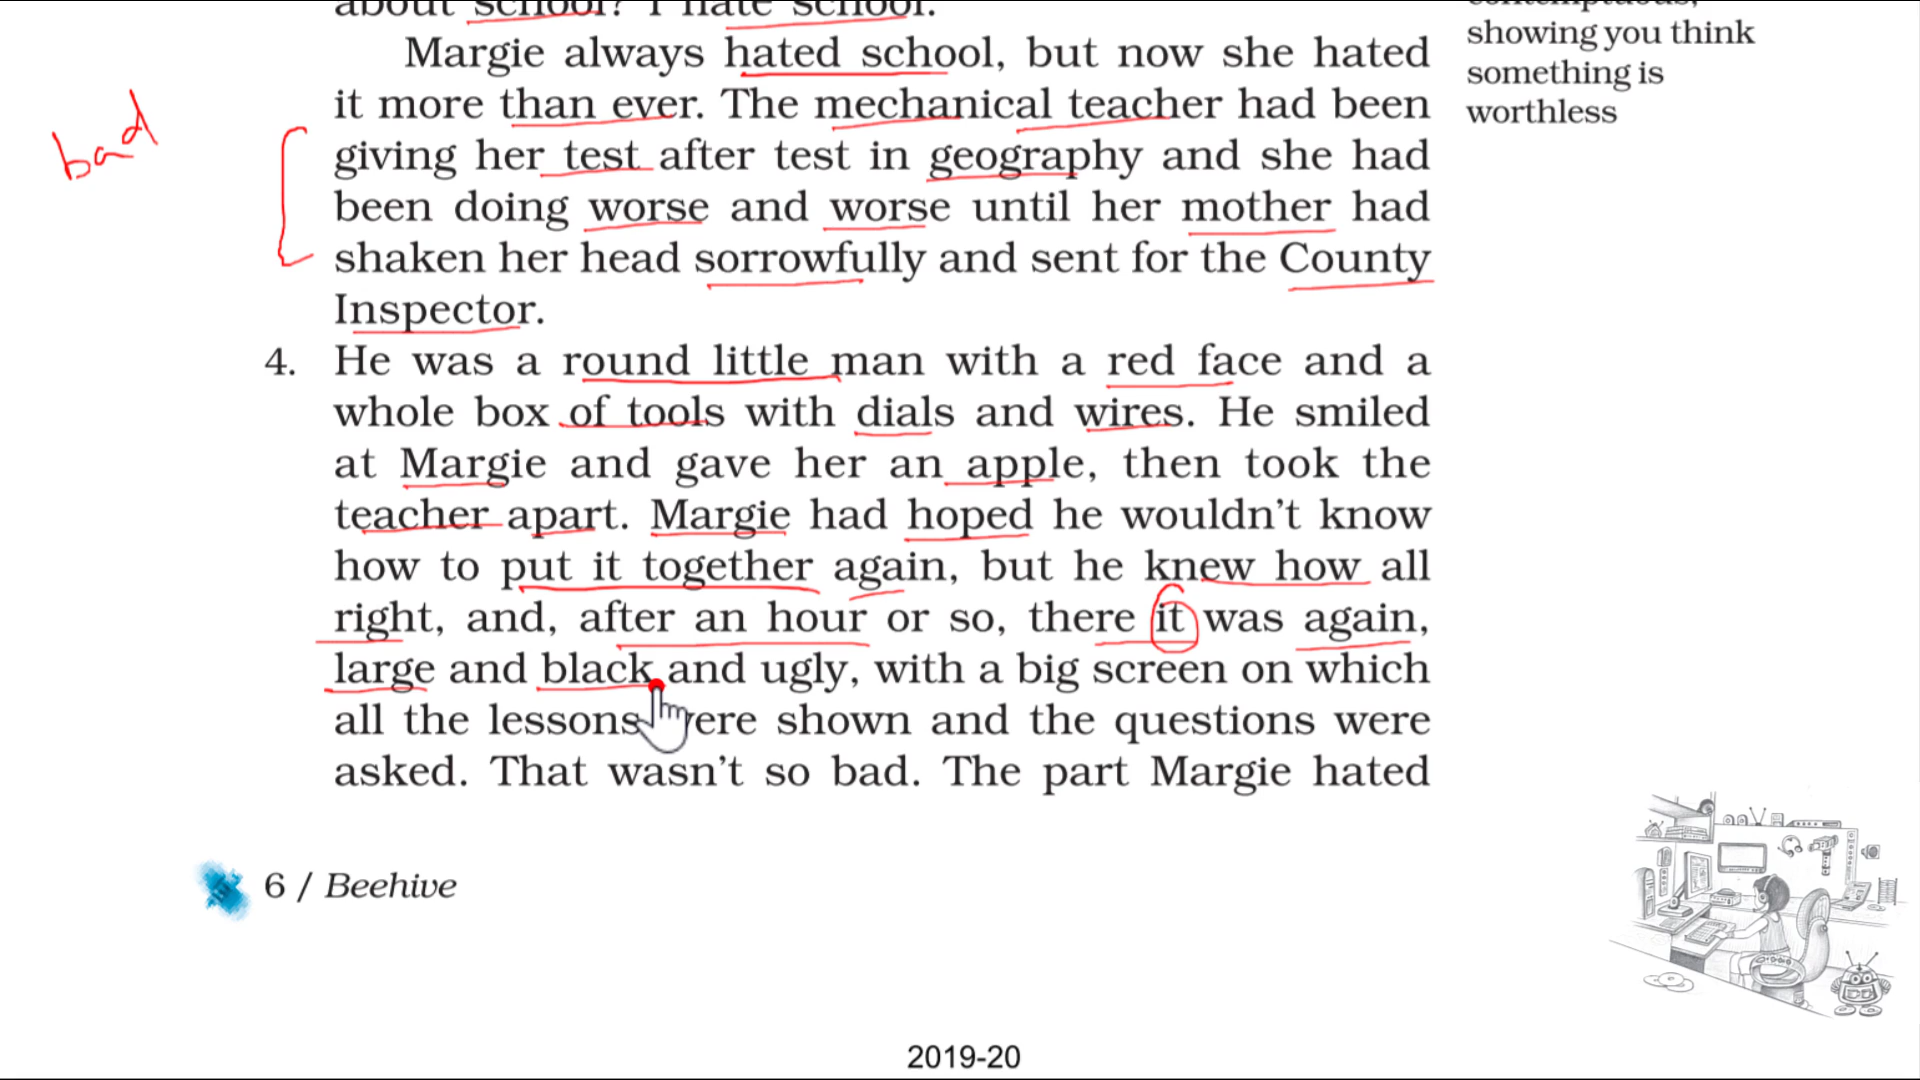 about school? I hate school.
Margie always hated school, but now she hated
it more than ever. The mechanical teacher had been
giving her test after test in geography and she had
been doing worse and worse until her mother had
shaken her head sorrowfully and sent for the County
Inspector.
4. He was a round little man with a red face and a
whole box of tools with dials and wires. He smiled
at Margie and gave her an apple, then took the
teacher apart. Margie had hoped he wouldn't know
how to put it together again, but he knew how all
right, and, after an hour or so, there it was again,
large and black and ugly, with a big screen on which
all the lessons were shown and the questions were
asked. That wasn't so bad. The part Margie hated
contemptuous,
showing you think
something is
worthless
bad
6 / Beehive
2019-20